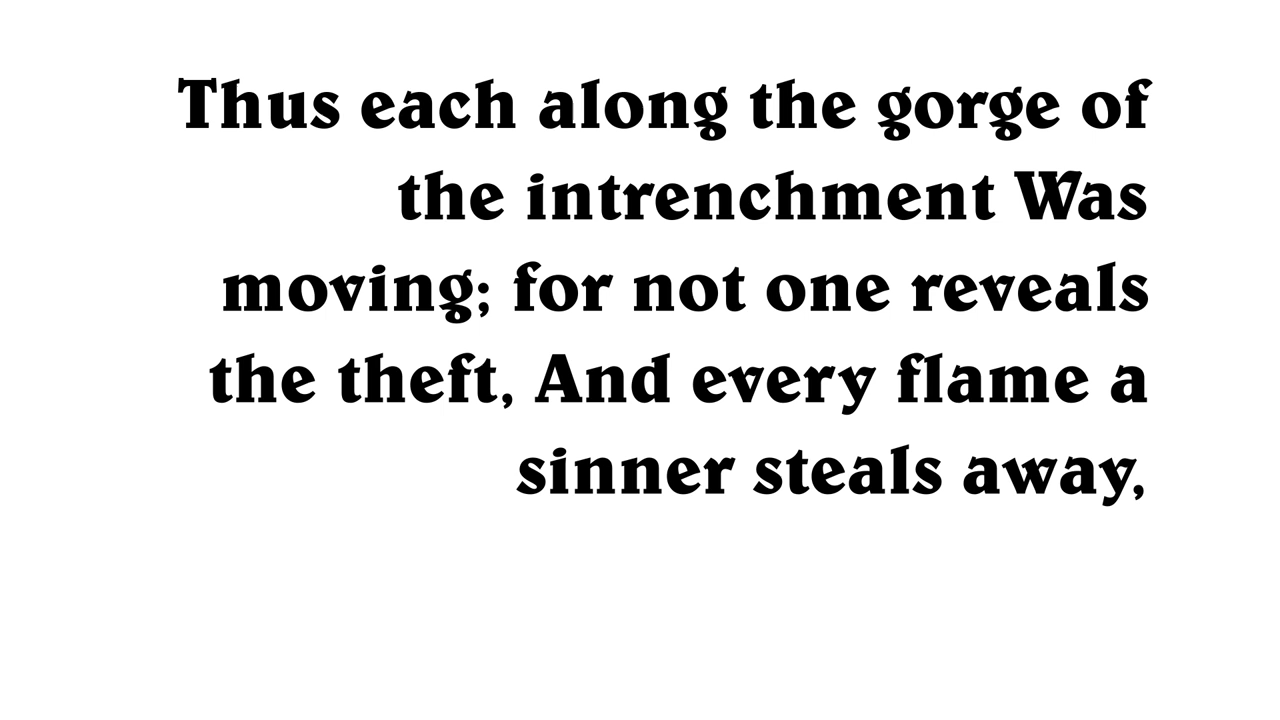 Thus each along the gorge of
the intrenchment Was
moving; for not one reveals
the theft, And every flame a
sinner steals away,